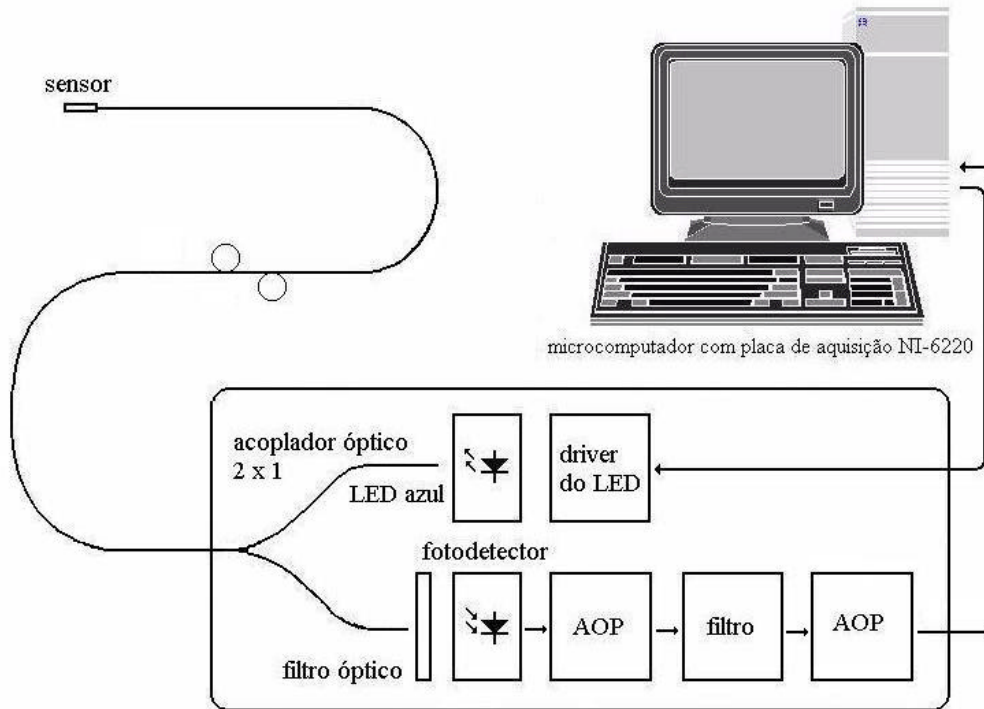 sensor
microcomputador com placa de aquisição NI-6220
acoplador óptico
2 x 1
LED azul
driver
do LED
fotodetector
AOP
filtro
AOP
filtro óptico